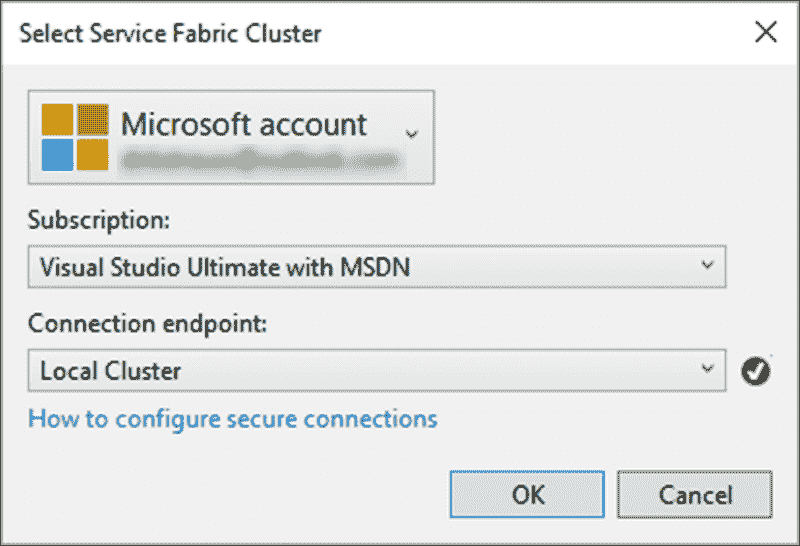 Select Service Fabric Cluster
Microsoft account
Subscription:
Visual Studio Ultimate with MSDN
Connection endpoint:
Local Cluster
How to configure secure connections
OK
Cancel